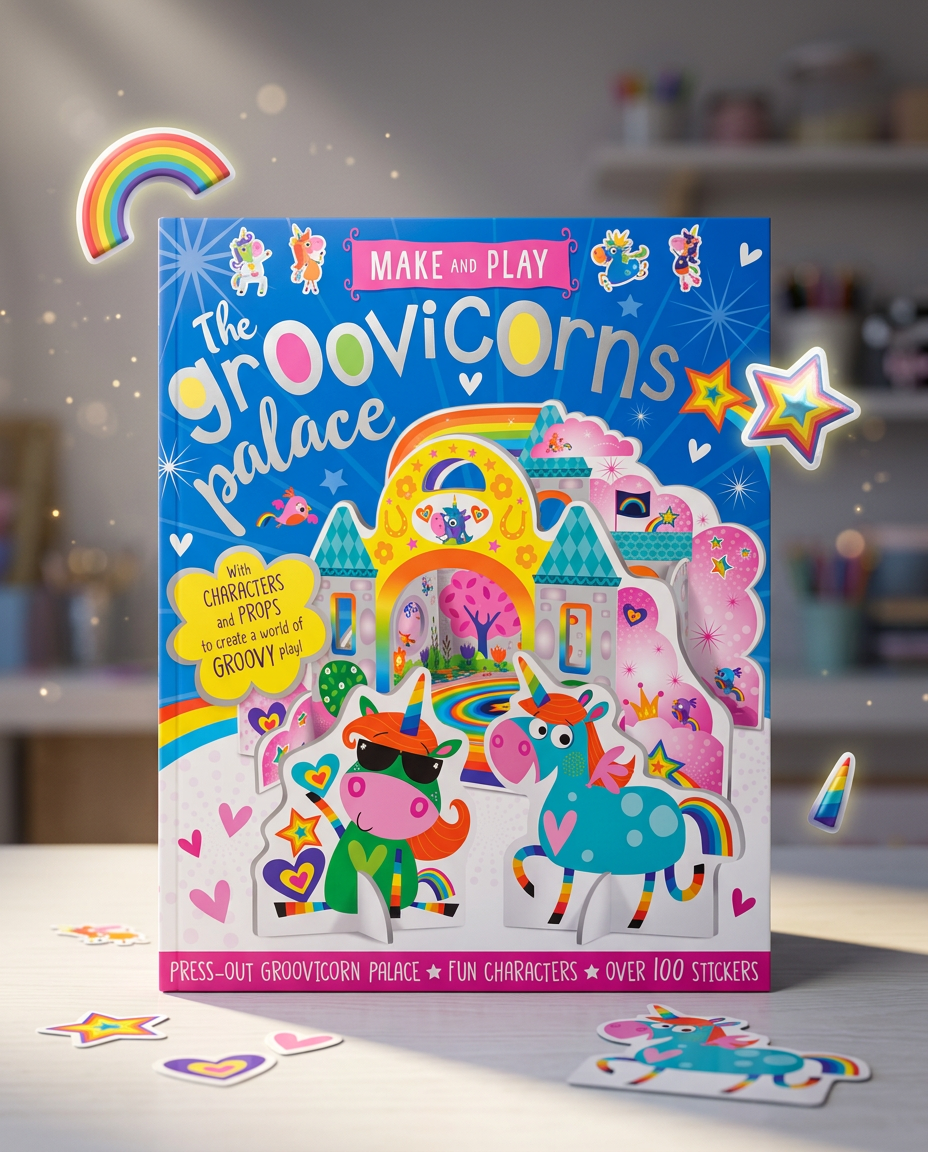 MAKE AND PLAY
The
groovicorns
palace
With
CHARACTERS
and PROPS
to create a world of
GROOVY play!
PRESS-OUT GROOVICORN PALACE ★ FUN CHARACTERS ★ OVER 100 STICKERS